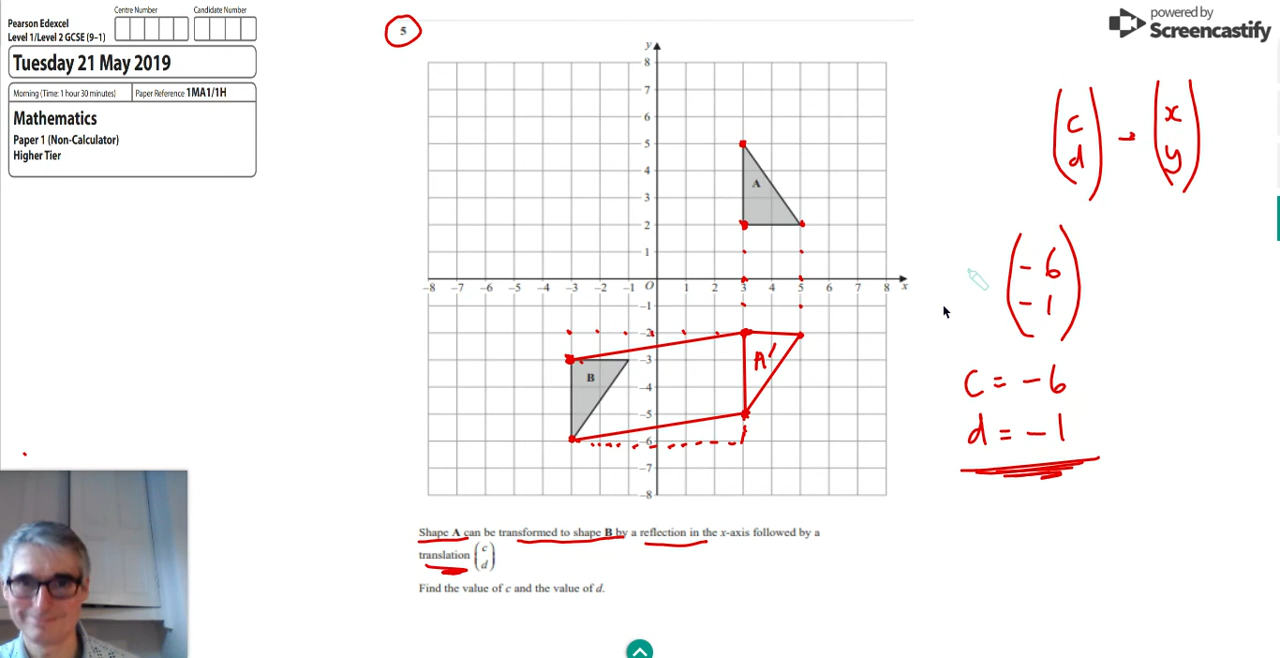 Centre Number
Candidate Number
Pearson Edexcel
Level 1/Level 2 GCSE (9–1)
Tuesday 21 May 2019
Morning (Time: 1 hour 30 minutes)
Paper Reference 1MA1/1H
Mathematics
Paper 1 (Non-Calculator)
Higher Tier
powered by
Screencastify
5
y
8
7
6
5
4
3
2
1
A
-8 -7 -6 -5 -4 -3 -2 -1 O 1 2 3 4 5 6 7 8 x
-1
-2
-3
-4
-5
-6
-7
-8
B
A'
(c d) = (x y)
(-6 -1)
c = -6
d = -1
Shape A can be transformed to shape B by a reflection in the x-axis followed by a
translation (c d)
Find the value of c and the value of d.